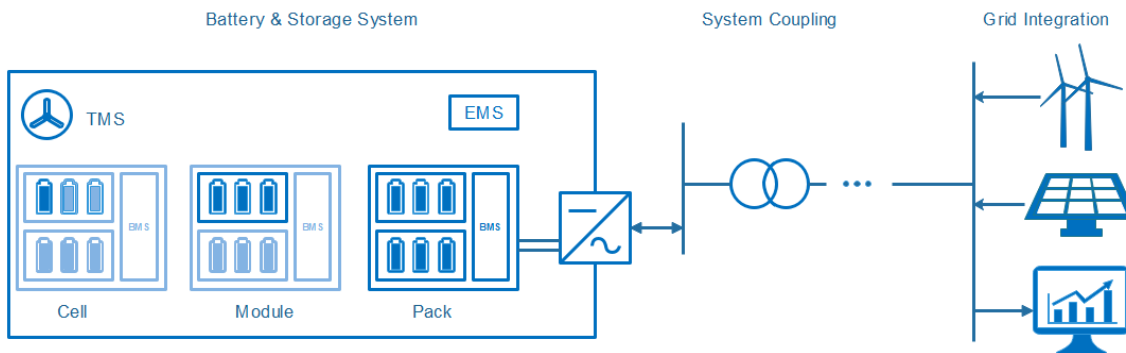 Battery & Storage System
System Coupling
Grid Integration
TMS
EMS
BMS
BMS
BMS
Cell
Module
Pack